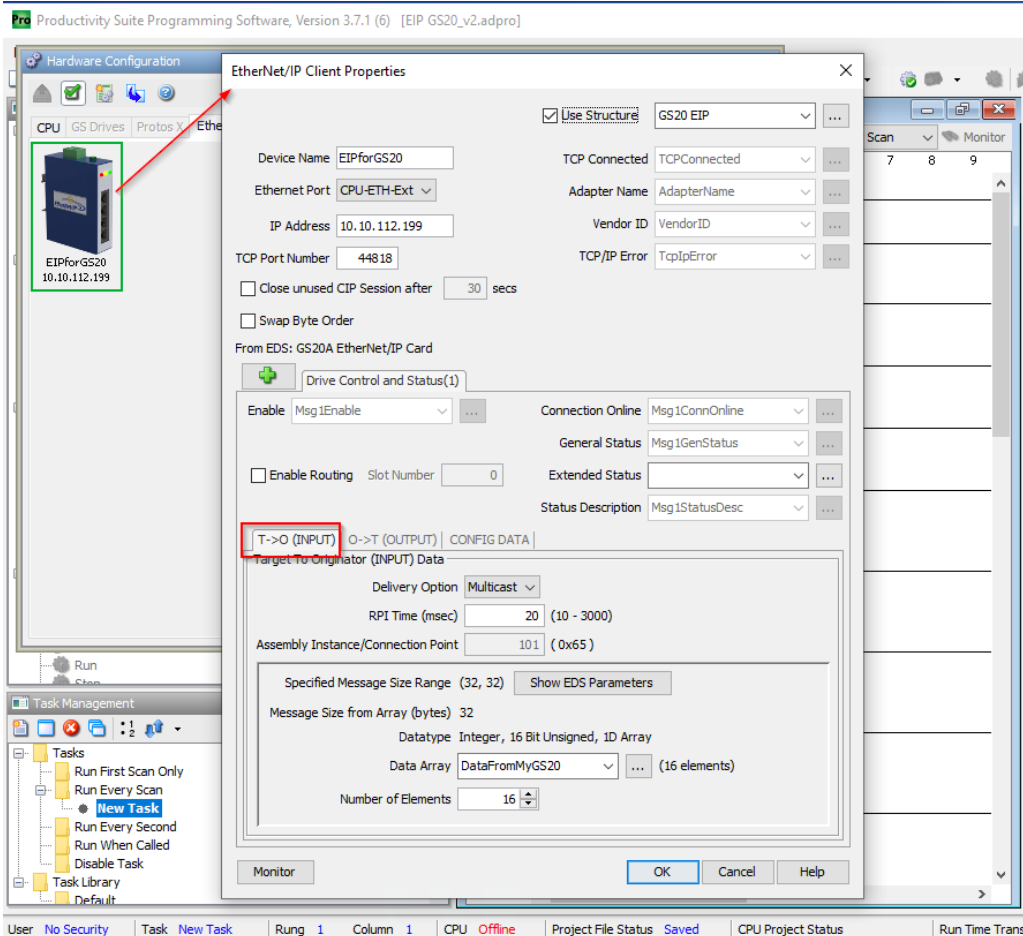 Pro Productivity Suite Programming Software, Version 3.7.1 (6) [EIP GS20_v2.adpro]
Hardware Configuration
CPU GS Drives Protos X Ethe
EIPforGS20
10.10.112.199
EtherNet/IP Client Properties
Use Structure GS20 EIP ...
Device Name EIPforGS20 TCP Connected TCPConnected ...
Ethernet Port CPU-ETH-Ext Adapter Name AdapterName ...
IP Address 10.10.112.199 Vendor ID VendorID ...
TCP Port Number 44818 TCP/IP Error TcpIpError ...
Close unused CIP Session after 30 secs
Swap Byte Order
From EDS: GS20A EtherNet/IP Card
Drive Control and Status(1)
Enable Msg1Enable ... Connection Online Msg1ConnOnline ...
General Status Msg1GenStatus ...
Enable Routing Slot Number 0 Extended Status ...
Status Description Msg1StatusDesc ...
T->O (INPUT) O->T (OUTPUT) CONFIG DATA
Target To Originator (INPUT) Data
Delivery Option Multicast
RPI Time (msec) 20 (10 - 3000)
Assembly Instance/Connection Point 101 ( 0x65 )
Specified Message Size Range (32, 32) Show EDS Parameters
Message Size from Array (bytes) 32
Datatype Integer, 16 Bit Unsigned, 1D Array
Data Array DataFromMyGS20 ... (16 elements)
Number of Elements 16
Monitor OK Cancel Help
Scan Monitor
7 8 9
Run
Stop
Task Management
Tasks
Run First Scan Only
Run Every Scan
New Task
Run Every Second
Run When Called
Disable Task
Task Library
Default
User No Security Task New Task Rung 1 Column 1 CPU Offline Project File Status Saved CPU Project Status Run Time Trans